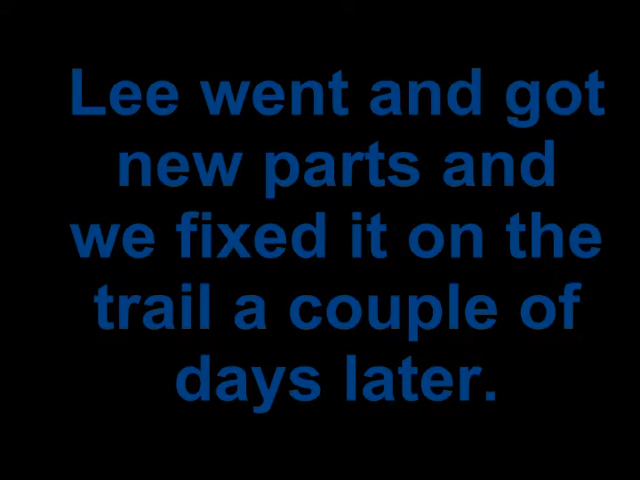 Lee went and got
new parts and
we fixed it on the
trail a couple of
days later.